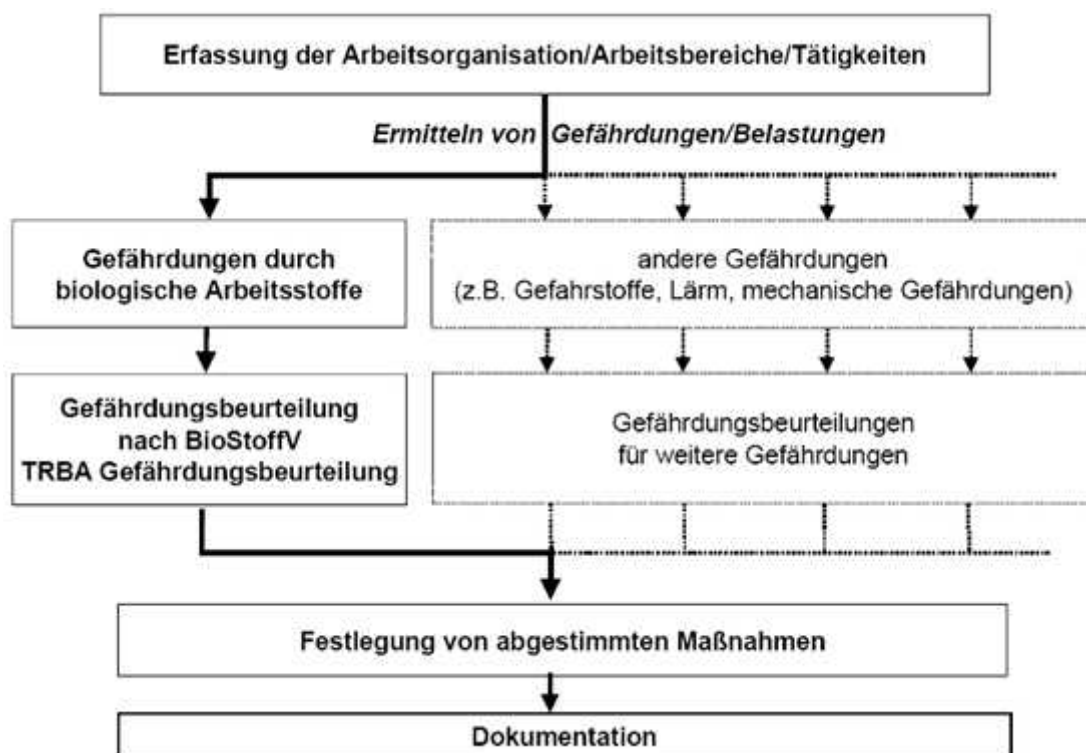 Erfassung der Arbeitsorganisation/Arbeitsbereiche/Tätigkeiten
Ermitteln von Gefährdungen/Belastungen
Gefährdungen durch
biologische Arbeitsstoffe
andere Gefährdungen
(z.B. Gefahrstoffe, Lärm, mechanische Gefährdungen)
Gefährdungsbeurteilung
nach BioStoffV
TRBA Gefährdungsbeurteilung
Gefährdungsbeurteilungen
für weitere Gefährdungen
Festlegung von abgestimmten Maßnahmen
Dokumentation